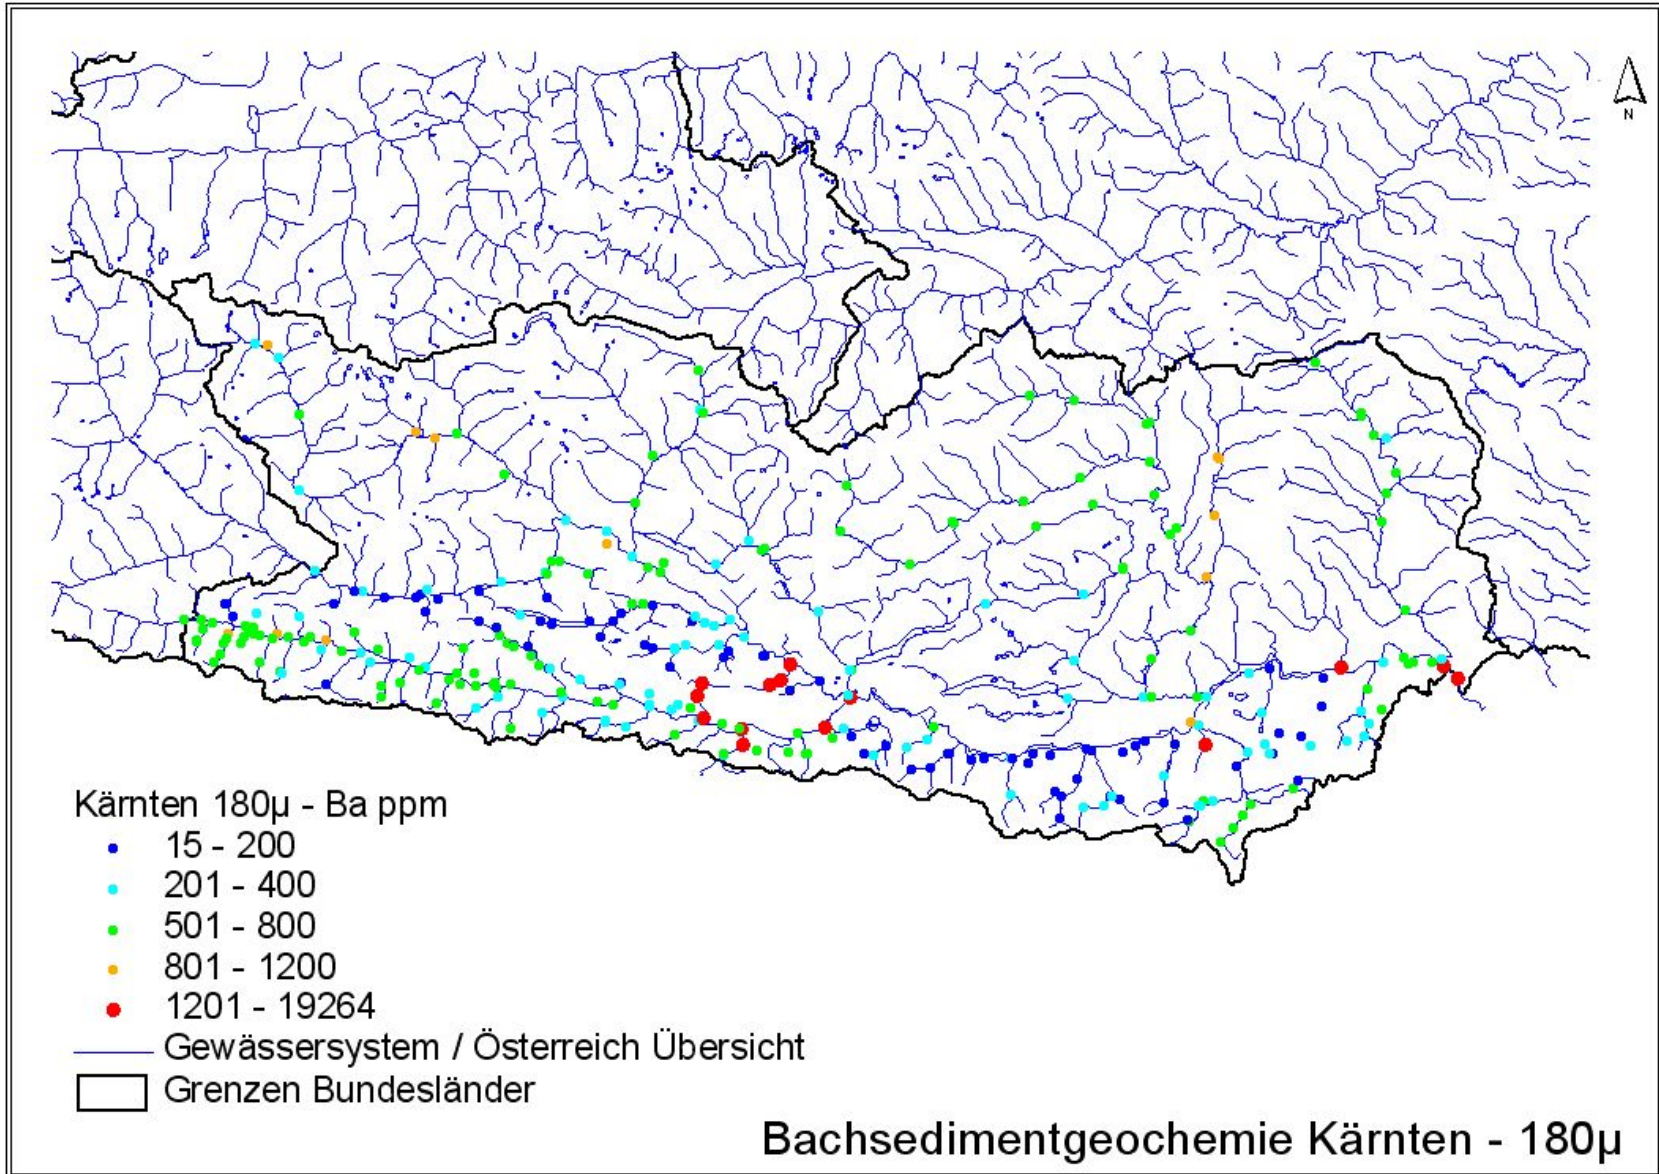 N
Kärnten 180µ - Ba ppm
15 - 200
201 - 400
501 - 800
801 - 1200
1201 - 19264
Gewässersystem / Österreich Übersicht
Grenzen Bundesländer
Bachsedimentgeochemie Kärnten - 180µ